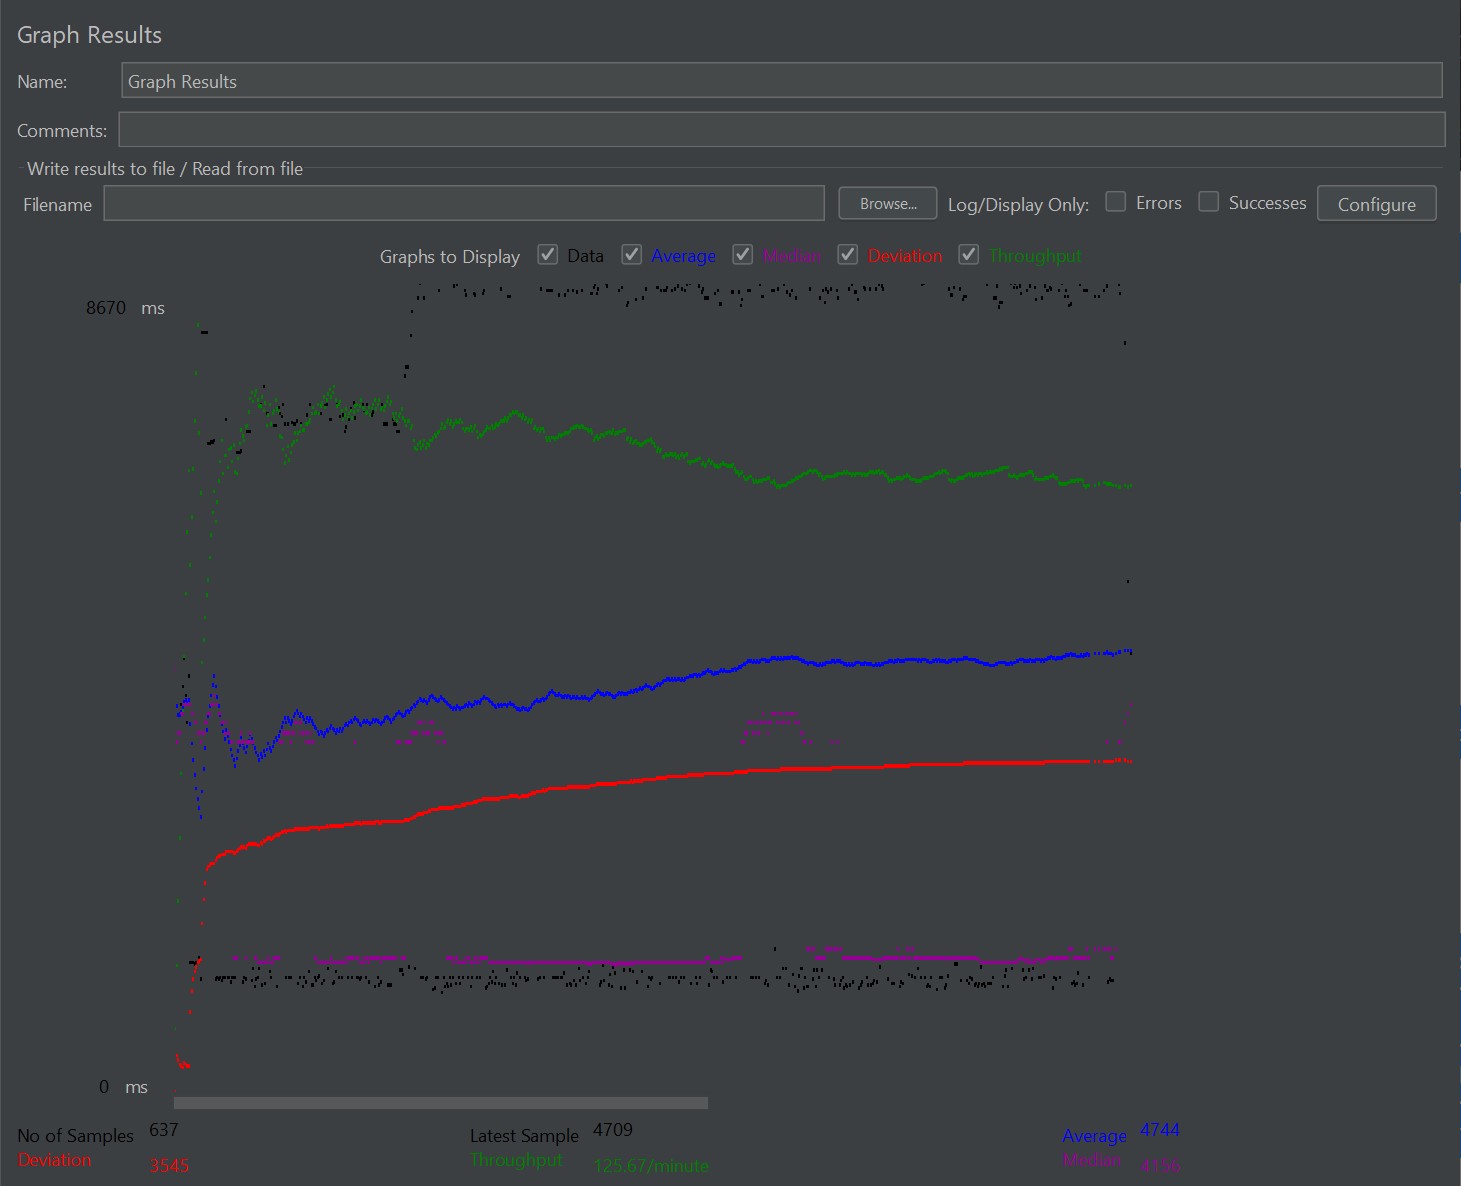 Graph Results
Name: Graph Results
Comments:
Write results to file / Read from file
Filename Browse... Log/Display Only: Errors Successes Configure
Graphs to Display Data Average Median Deviation Throughput
8670 ms
0 ms
No of Samples 637 Latest Sample 4709 Average 4744
Deviation 3545 Throughput 125.67/minute Median